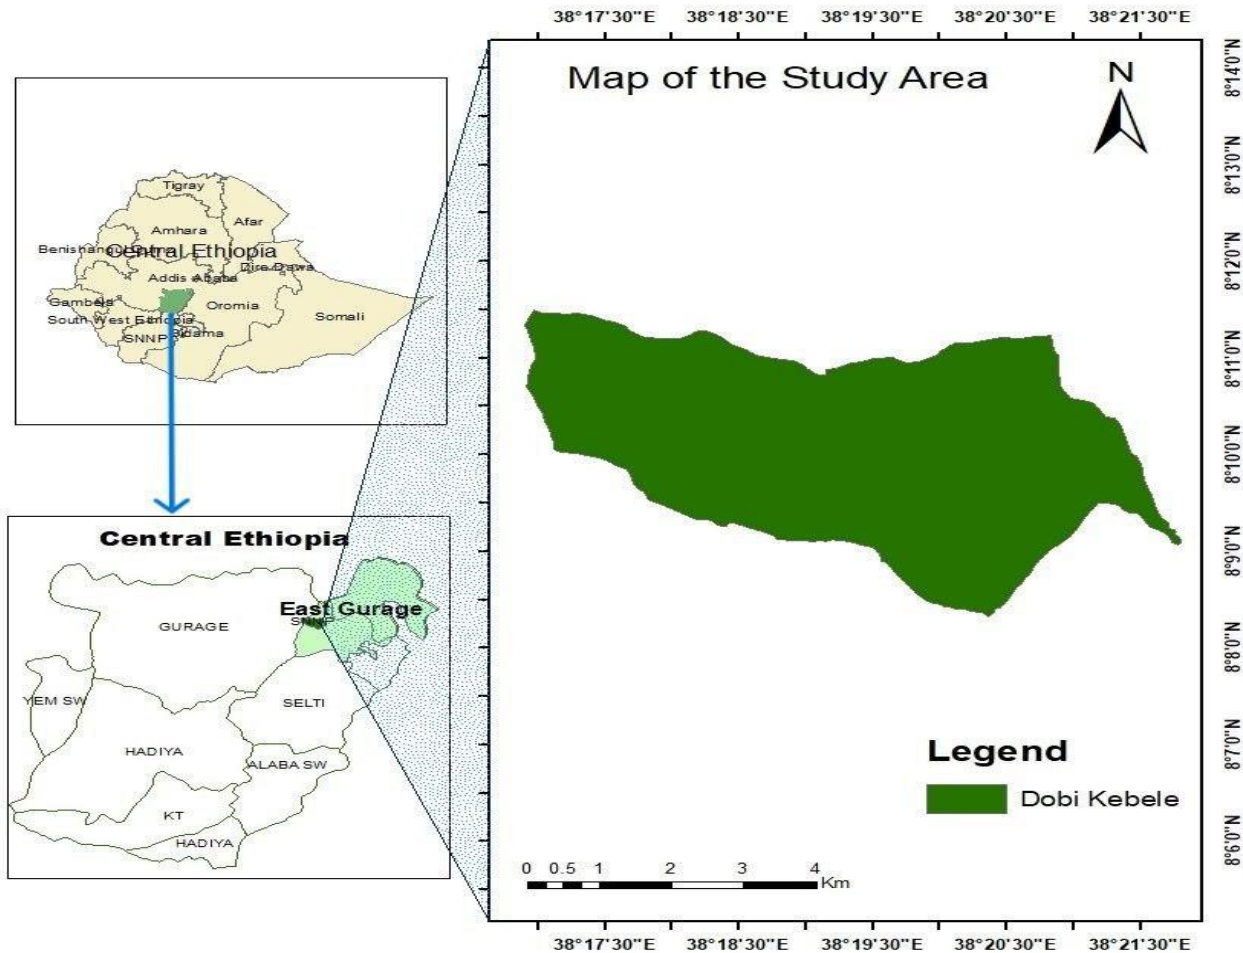 38°17'30"E 38°18'30"E 38°19'30"E 38°20'30"E 38°21'30"E
Map of the Study Area
N
8°14'0"N
8°13'0"N
8°12'0"N
8°11'0"N
8°10'0"N
8°9'0"N
8°8'0"N
8°7'0"N
8°6'0"N
Tigray
Afar
Amhara
Central Ethiopia
Dire Dawa
Addis Ababa
Gambela
Oromia
Somali
South West Ethiopia
Sidama
SNNP
Central Ethiopia
East Gurage
SNNP
GURAGE
YEM SW
SELTI
HADIYA
ALABA SW
KT
HADIYA
Legend
Dobi Kebele
0 0.5 1 2 3 4
Km
38°17'30"E 38°18'30"E 38°19'30"E 38°20'30"E 38°21'30"E